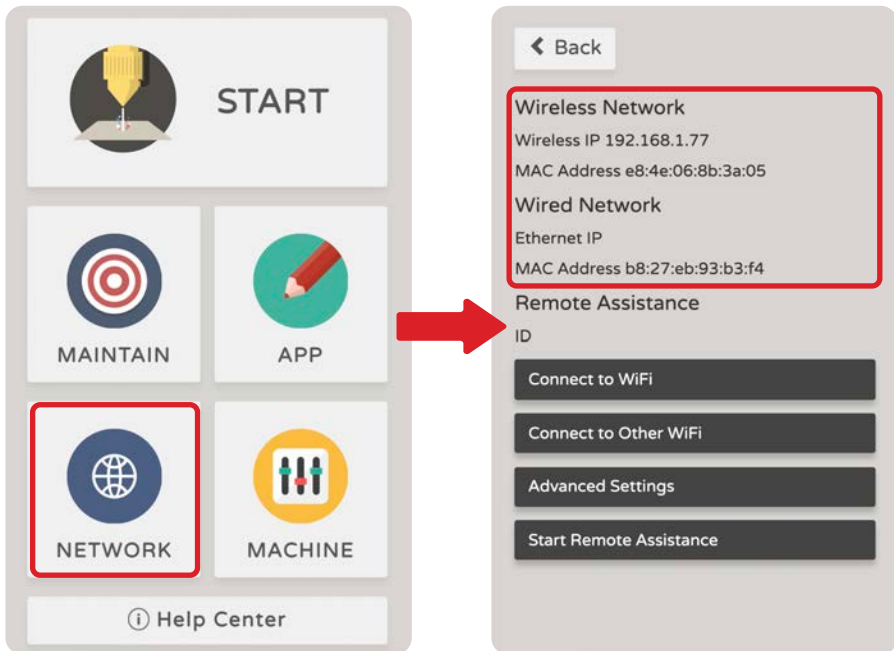 START
MAINTAIN
APP
NETWORK
MACHINE
Help Center
Back
Wireless Network
Wireless IP 192.168.1.77
MAC Address e8:4e:06:8b:3a:05
Wired Network
Ethernet IP
MAC Address b8:27:eb:93:b3:f4
Remote Assistance
ID
Connect to WiFi
Connect to Other WiFi
Advanced Settings
Start Remote Assistance